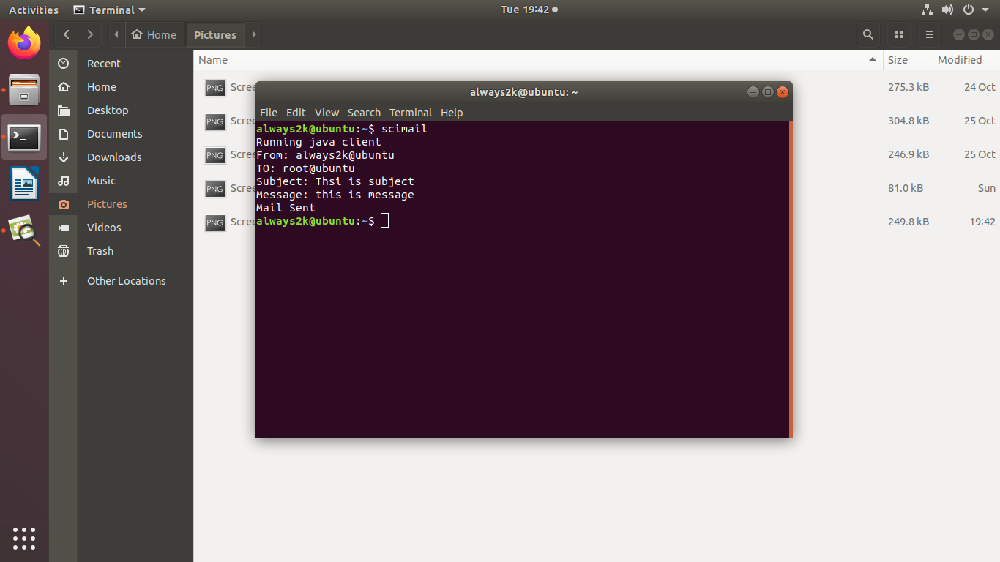 Activities Terminal Tue 19:42
Home Pictures
Name Size Modified
Recent
Home
Desktop
Documents
Downloads
Music
Pictures
Videos
Trash
Other Locations
PNG Scree 275.3 kB 24 Oct
PNG Scree 304.8 kB 25 Oct
PNG Scree 246.9 kB 25 Oct
PNG Scree 81.0 kB Sun
PNG Scree 249.8 kB 19:42
always2k@ubuntu: ~
File Edit View Search Terminal Help
always2k@ubuntu:~$ scimail
Running java client
From: always2k@ubuntu
TO: root@ubuntu
Subject: Thsi is subject
Message: this is message
Mail Sent
always2k@ubuntu:~$